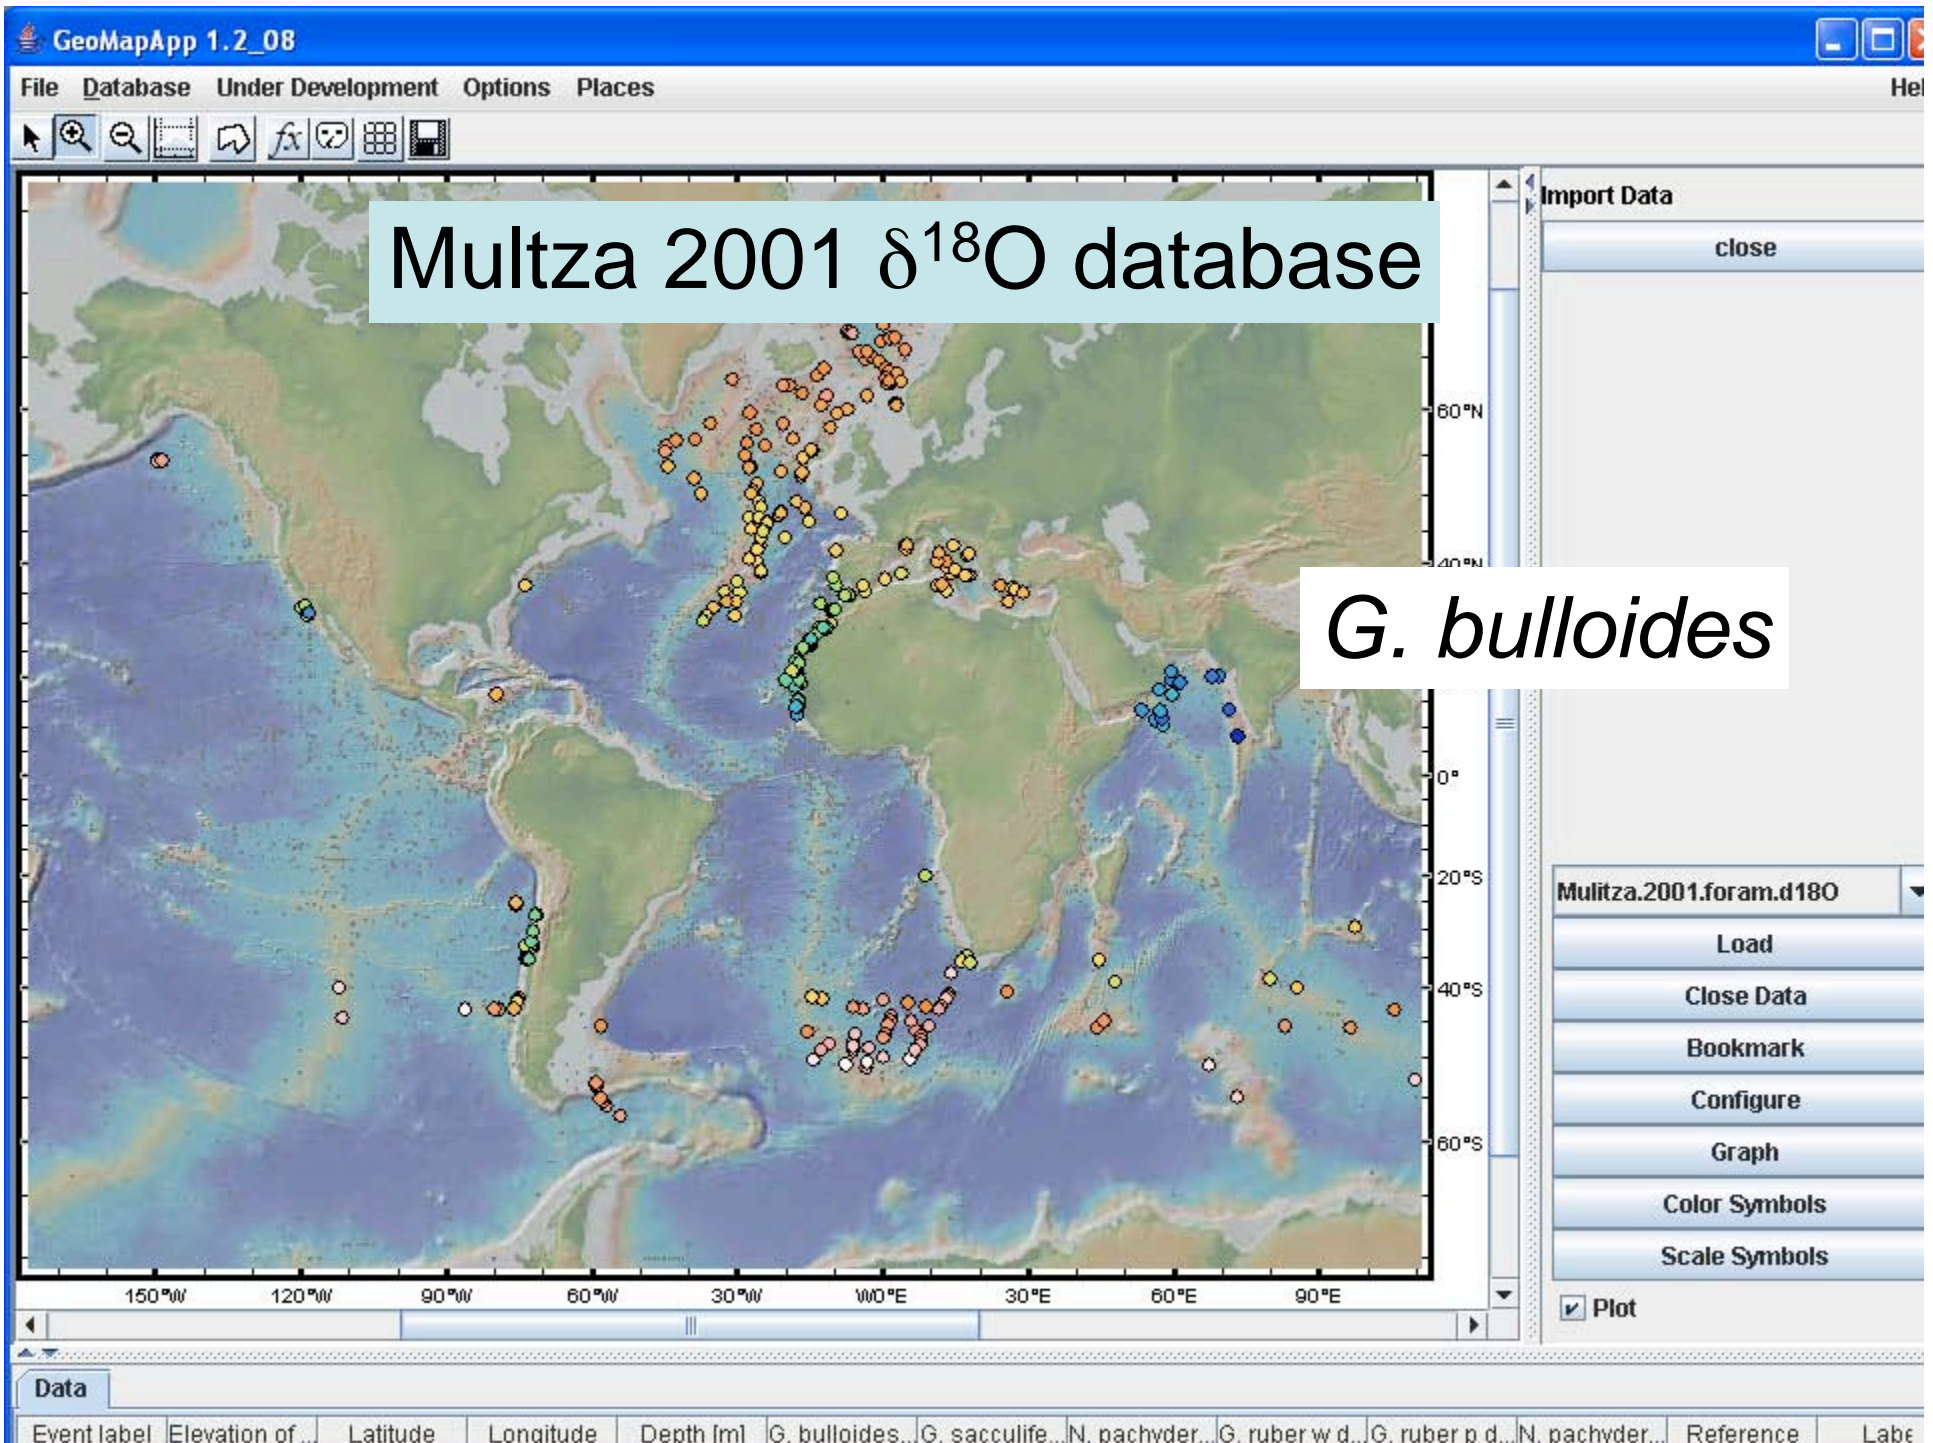 GeoMapApp 1.2_08
File Database Under Development Options Places Hel
fx
Import Data
close
Multza 2001 δ18O database
60°N
40°N
G. bulloides
0°
20°S
40°S
60°S
150°W 120°W 90°W 60°W 30°W W0°E 30°E 60°E 90°E
Mulitza.2001.foram.d18O
Load
Close Data
Bookmark
Configure
Graph
Color Symbols
Scale Symbols
Plot
Data
Event label Elevation of ... Latitude Longitude Depth [m] G. bulloides... G. sacculife... N. pachyder... G. ruber w d... G. ruber p d... N. pachyder... Reference Labe